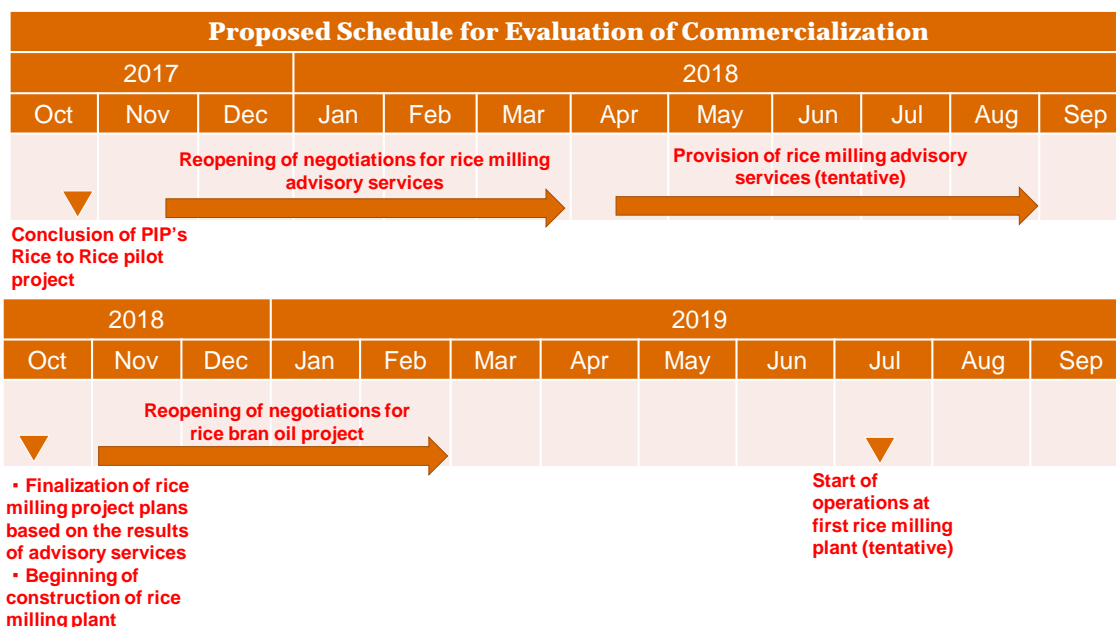 Proposed Schedule for Evaluation of Commercialization
2017 2018
Oct Nov Dec Jan Feb Mar Apr May Jun Jul Aug Sep
Reopening of negotiations for rice milling
advisory services
Provision of rice milling advisory
services (tentative)
Conclusion of PIP's
Rice to Rice pilot
project
2018 2019
Oct Nov Dec Jan Feb Mar Apr May Jun Jul Aug Sep
Reopening of negotiations for
rice bran oil project
・Finalization of rice
milling project plans
based on the results
of advisory services
・Beginning of
construction of rice
milling plant
Start of
operations at
first rice milling
plant (tentative)